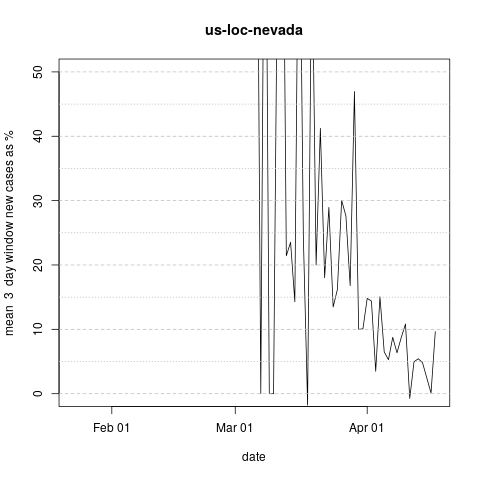 us-loc-nevada
mean 3 day window new cases as %
50
40
30
20
10
0
Feb 01
Mar 01
Apr 01
date